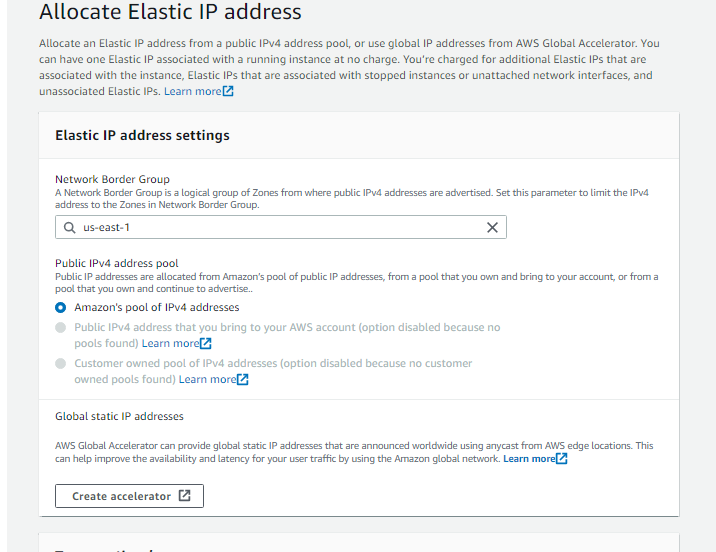 Allocate Elastic IP address
Allocate an Elastic IP address from a public IPv4 address pool, or use global IP addresses from AWS Global Accelerator. You
can have one Elastic IP associated with a running instance at no charge. You're charged for additional Elastic IPs that are
associated with the instance, Elastic IPs that are associated with stopped instances or unattached network interfaces, and
unassociated Elastic IPs. Learn more
Elastic IP address settings
Network Border Group
A Network Border Group is a logical group of Zones from where public IPv4 addresses are advertised. Set this parameter to limit the IPv4
address to the Zones in Network Border Group.
us-east-1
Public IPv4 address pool
Public IP addresses are allocated from Amazon's pool of public IP addresses, from a pool that you own and bring to your account, or from a
pool that you own and continue to advertise..
Amazon's pool of IPv4 addresses
Public IPv4 address that you bring to your AWS account (option disabled because no
pools found) Learn more
Customer owned pool of IPv4 addresses (option disabled because no customer
owned pools found) Learn more
Global static IP addresses
AWS Global Accelerator can provide global static IP addresses that are announced worldwide using anycast from AWS edge locations. This
can help improve the availability and latency for your user traffic by using the Amazon global network. Learn more
Create accelerator